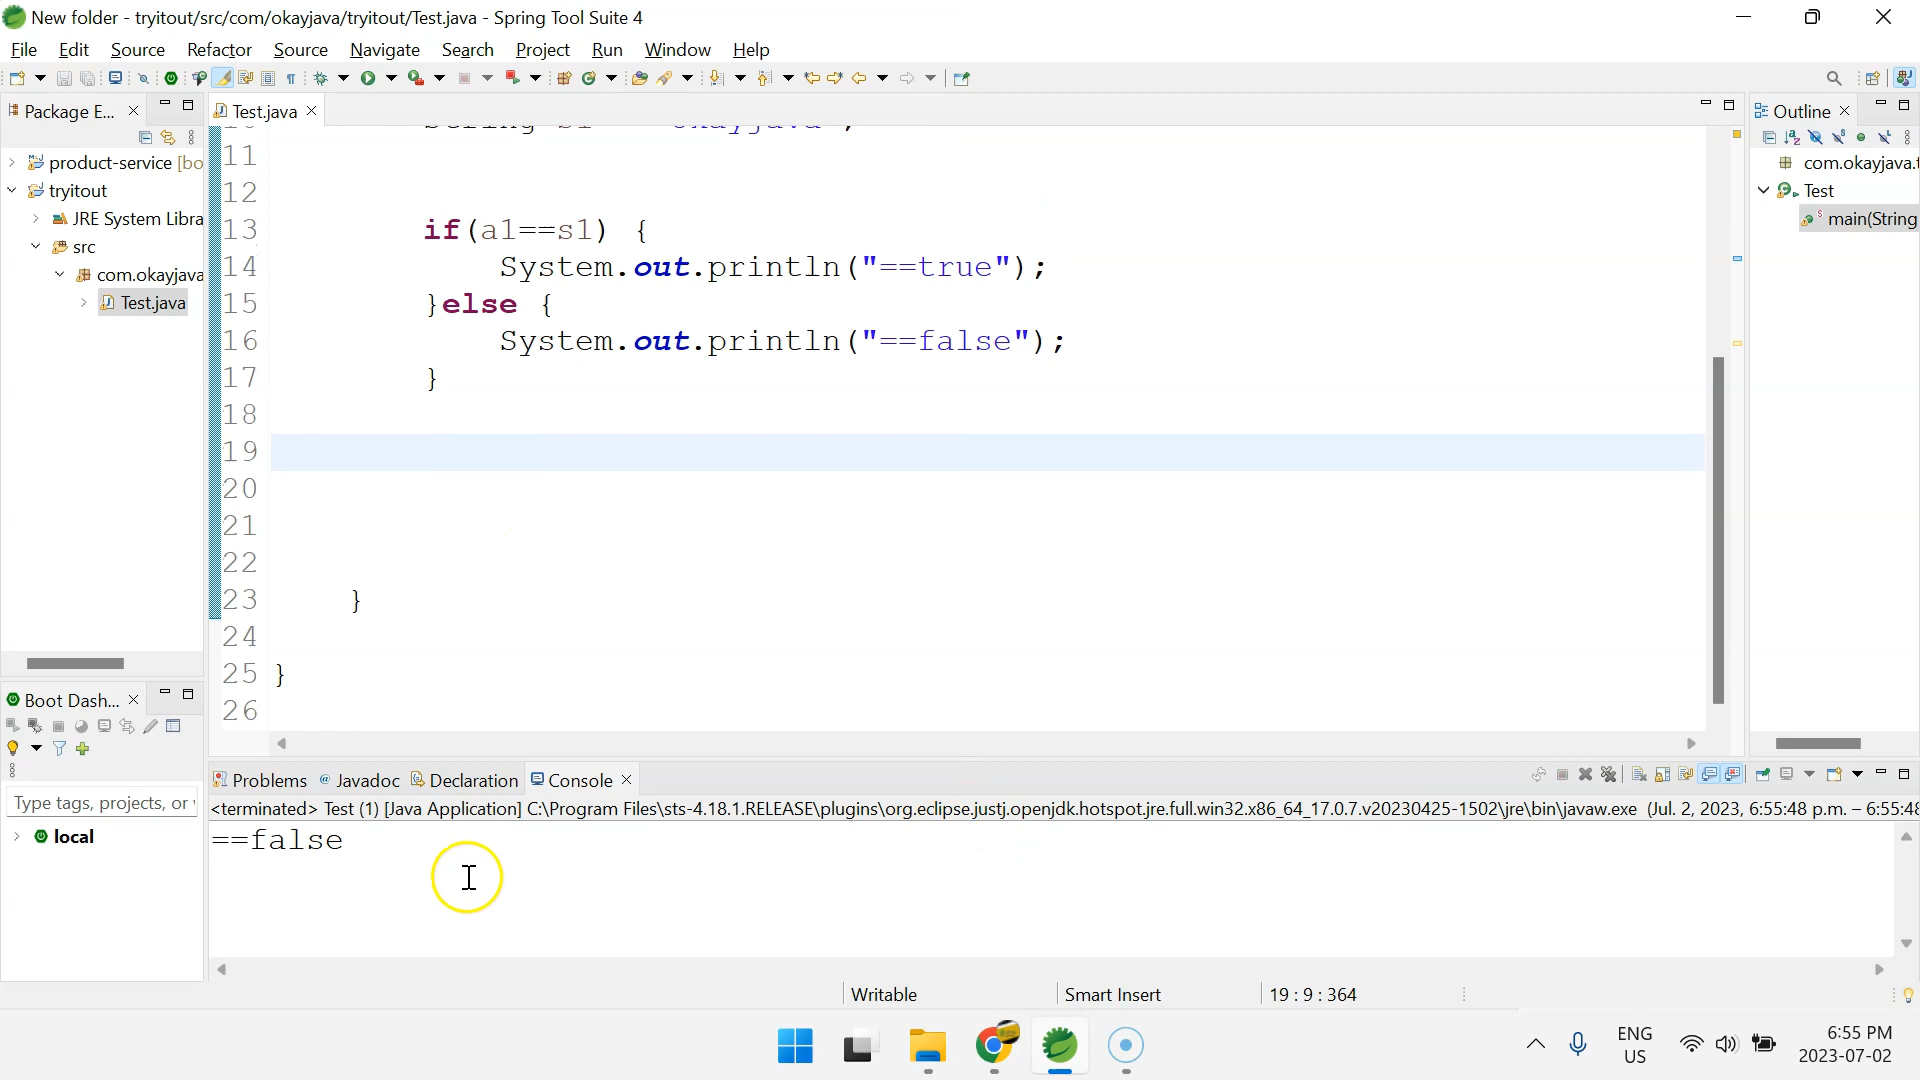 New folder - tryitout/src/com/okayjava/tryitout/Test.java - Spring Tool Suite 4
File Edit Source Refactor Source Navigate Search Project Run Window Help
Package E...
Test.java
Outline
product-service [bo
tryitout
JRE System Libra
src
com.okayjava
Test.java
11
12
13 if(a1==s1) {
14 System.out.println("==true");
15 }else {
16 System.out.println("==false");
17 }
18
19
20
21
22
23 }
24
25 }
26
com.okayjava.t
Test
main(String
Boot Dash...
Type tags, projects, or
local
Problems Javadoc Declaration Console
<terminated> Test (1) [Java Application] C:\Program Files\sts-4.18.1.RELEASE\plugins\org.eclipse.justj.openjdk.hotspot.jre.full.win32.x86_64_17.0.7.v20230425-1502\jre\bin\javaw.exe (Jul. 2, 2023, 6:55:48 p.m. – 6:55:48
==false
Writable Smart Insert 19 : 9 : 364
ENG
US
6:55 PM
2023-07-02